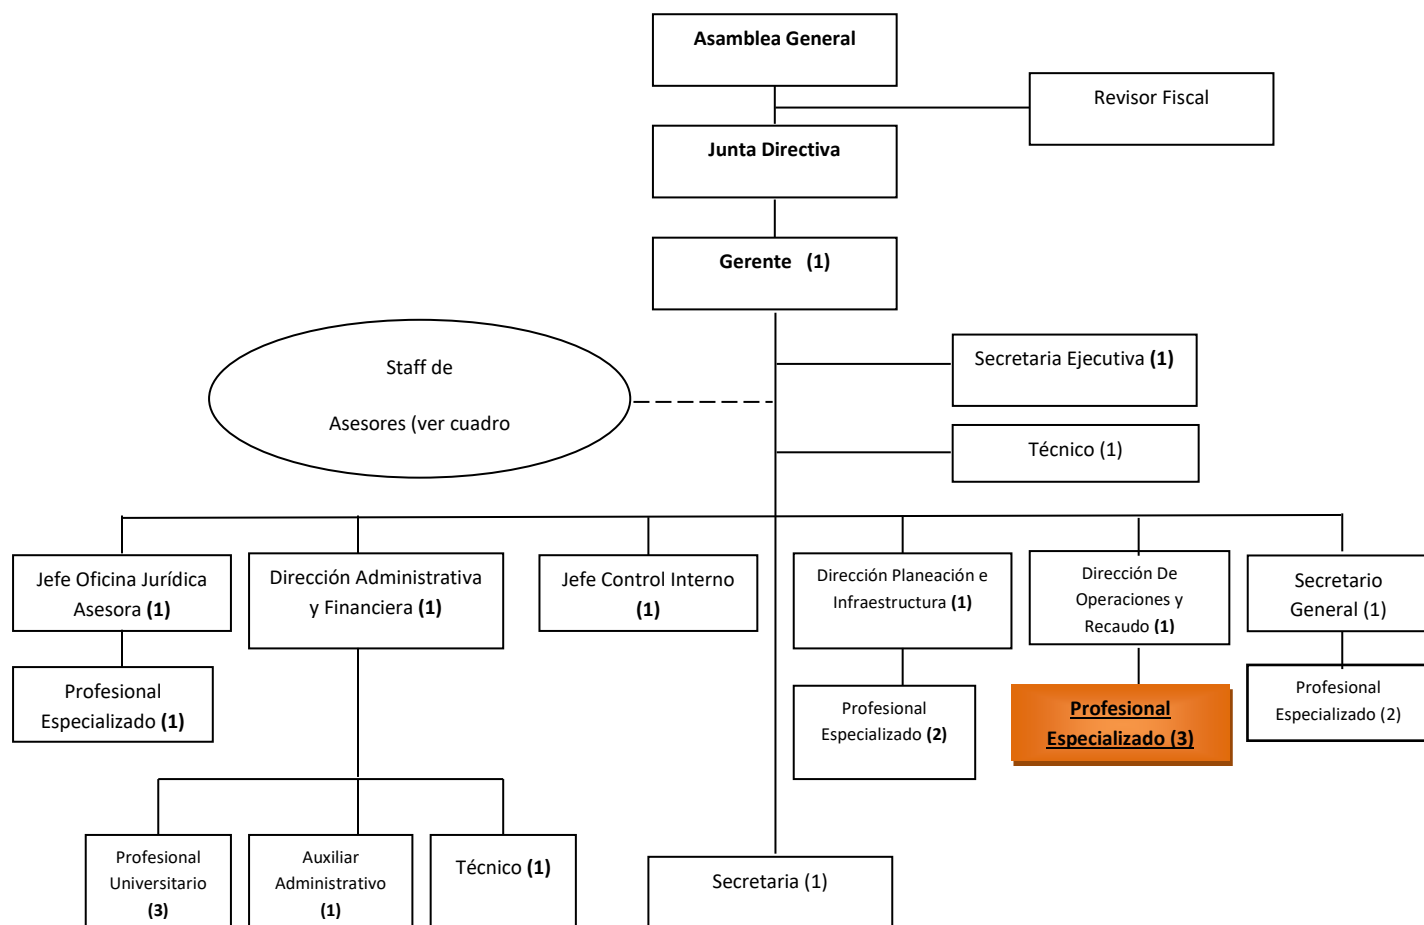 Asamblea General
Revisor Fiscal
Junta Directiva
Gerente (1)
Staff de
Asesores (ver cuadro
Secretaria Ejecutiva (1)
Técnico (1)
Jefe Oficina Jurídica
Asesora (1)
Dirección Administrativa
y Financiera (1)
Jefe Control Interno
(1)
Dirección Planeación e
Infraestructura (1)
Dirección De
Operaciones y
Recaudo (1)
Secretario
General (1)
Profesional
Especializado (1)
Profesional
Especializado (2)
Profesional
Especializado (3)
Profesional
Especializado (2)
Profesional
Universitario
(3)
Auxiliar
Administrativo
(1)
Técnico (1)
Secretaria (1)